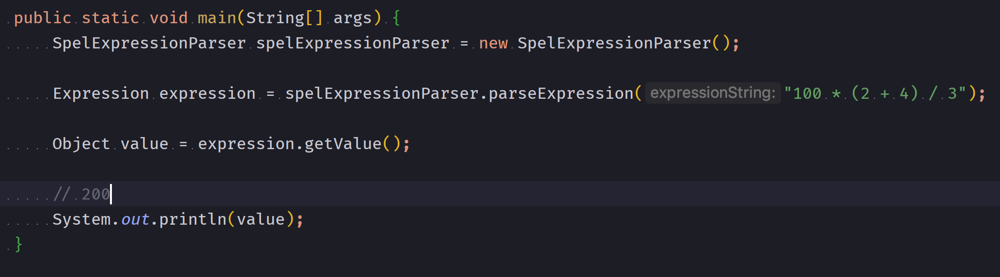 public static void main(String[] args) {
SpelExpressionParser spelExpressionParser = new SpelExpressionParser();
Expression expression = spelExpressionParser.parseExpression( expressionString: "100 * (2 + 4) / 3");
Object value = expression.getValue();
// 200
System.out.println(value);
}